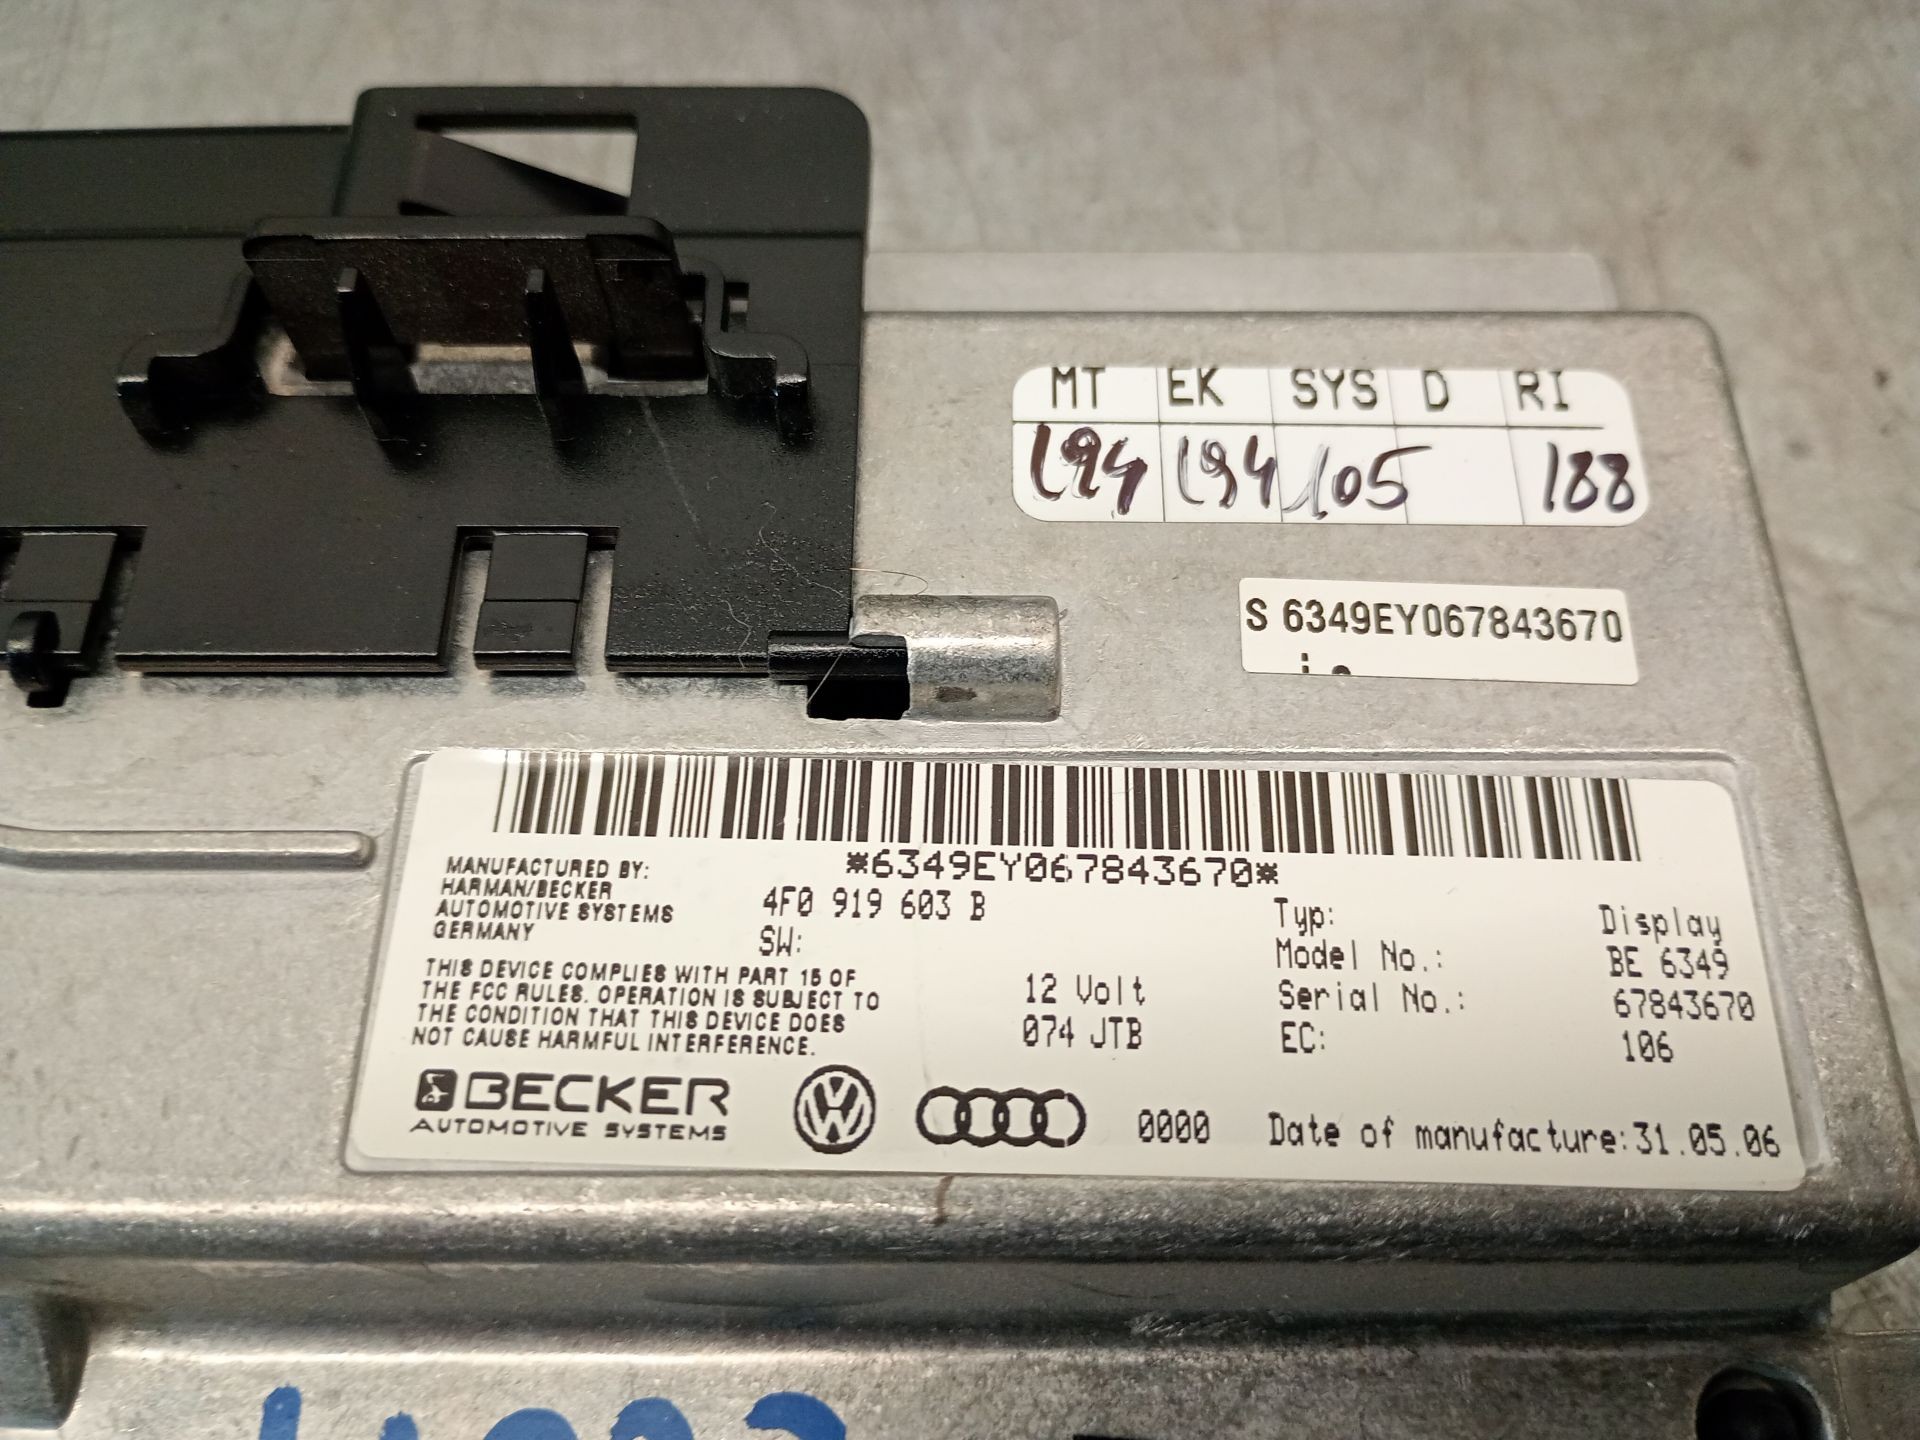 MT EK SYS D RI
194 194 105 188
S 6349EY067843670
*6349EY067843670*
MANUFACTURED BY:
HARMAN/BECKER
AUTOMOTIVE SYSTEMS
GERMANY
4F0 919 603 B
SW:
THIS DEVICE COMPLIES WITH PART 15 OF
THE FCC RULES. OPERATION IS SUBJECT TO
THE CONDITION THAT THIS DEVICE DOES
NOT CAUSE HARMFUL INTERFERENCE.
12 Volt
074 JTB
Typ: Display
Model No.: BE 6349
Serial No.: 67843670
EC: 106
BECKER
AUTOMOTIVE SYSTEMS
0000
Date of manufacture:31.05.06